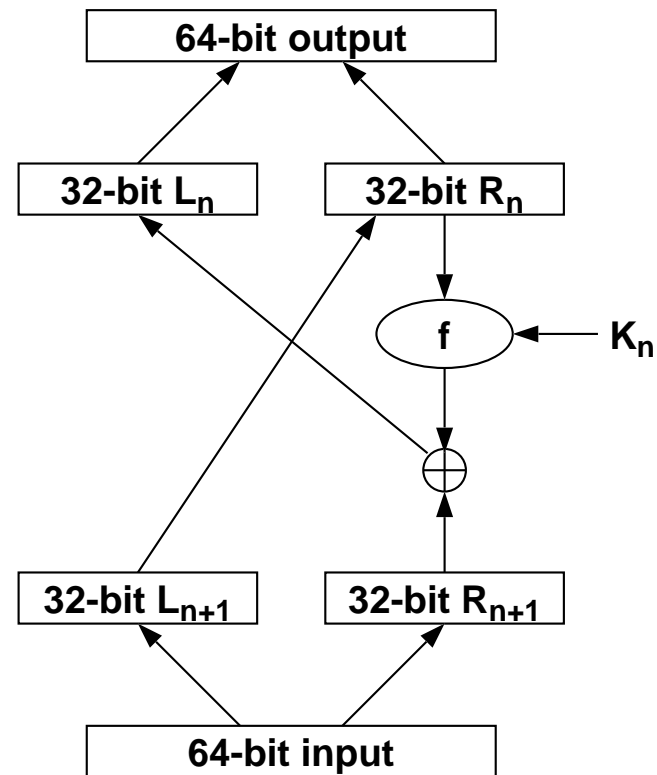 64-bit output
32-bit Lₙ
32-bit Rₙ
f
Kₙ
32-bit Lₙ₊₁
32-bit Rₙ₊₁
64-bit input